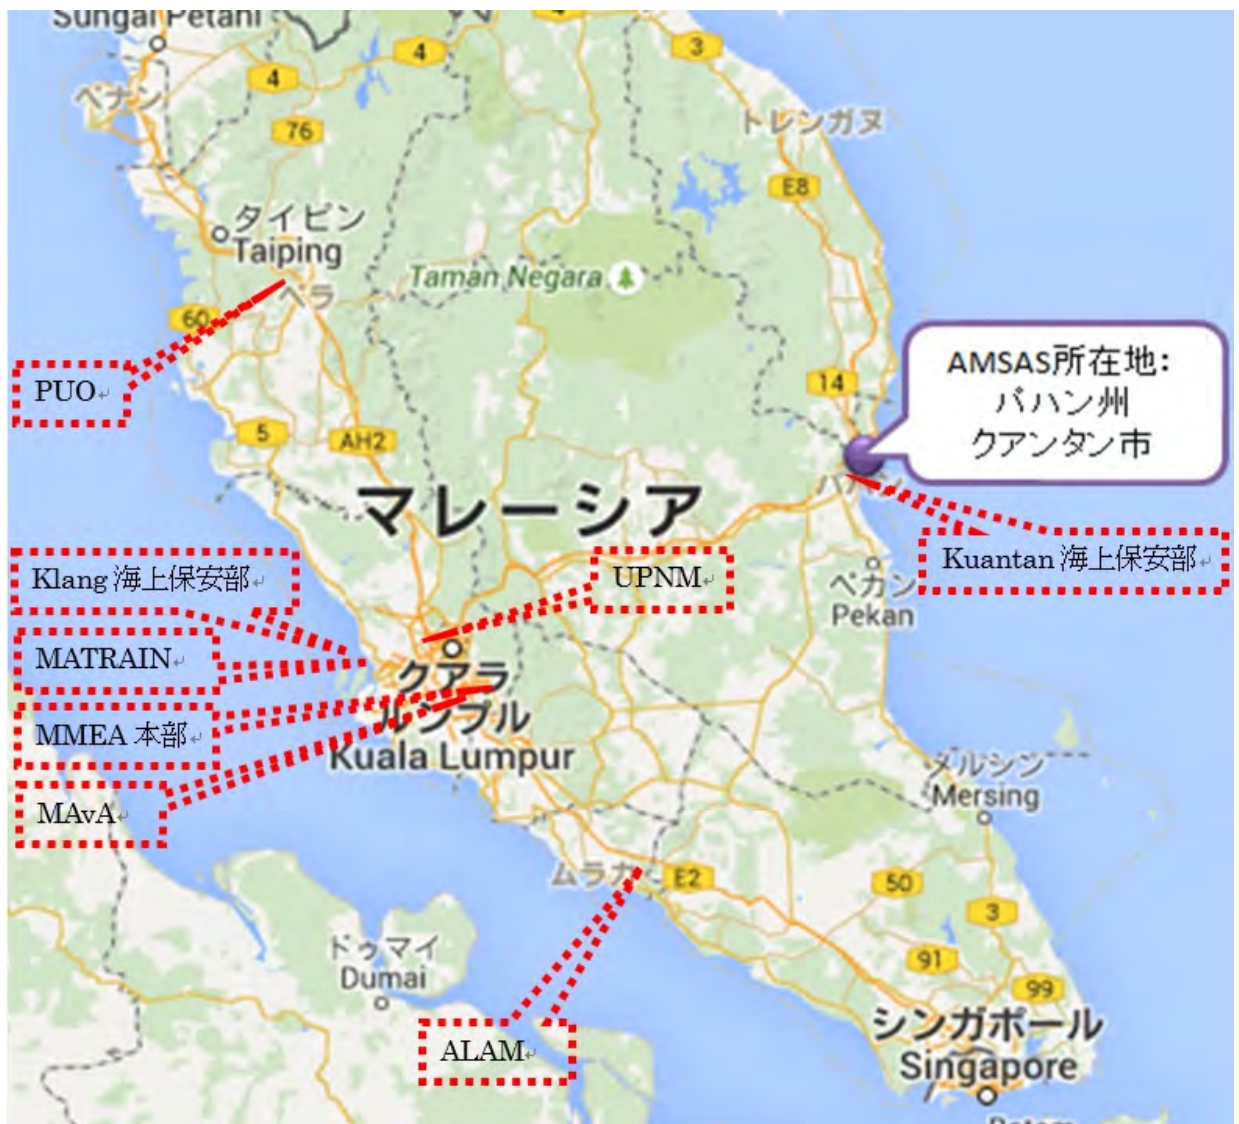 Sungai Petani
4
3
4
ペナン
76
トレンガヌ
E8
タイピン
Taiping
Taman Negara
ペラ
60
PUO
AMSAS所在地:
パハン州
クアンタン市
14
5
AH2
マレーシア
パハン
Klang 海上保安部
UPNM
Kuantan 海上保安部
ペカン
Pekan
MATRAIN
クアラ
ルンプル
Kuala Lumpur
MMEA 本部
MAvA
メルシン
Mersing
ムラカ
E2
50
3
ドゥマイ
Dumai
91
99
ALAM
シンガポール
Singapore